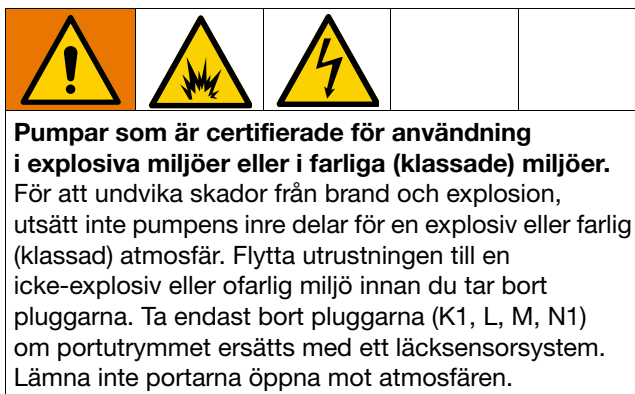 Pumpar som är certifierade för användning
i explosiva miljöer eller i farliga (klassade) miljöer.
För att undvika skador från brand och explosion,
utsätt inte pumpens inre delar för en explosiv eller farlig
(klassad) atmosfär. Flytta utrustningen till en
icke-explosiv eller ofarlig miljö innan du tar bort
pluggarna. Ta endast bort pluggarna (K1, L, M, N1)
om portutrymmet ersätts med ett läcksensorsystem.
Lämna inte portarna öppna mot atmosfären.